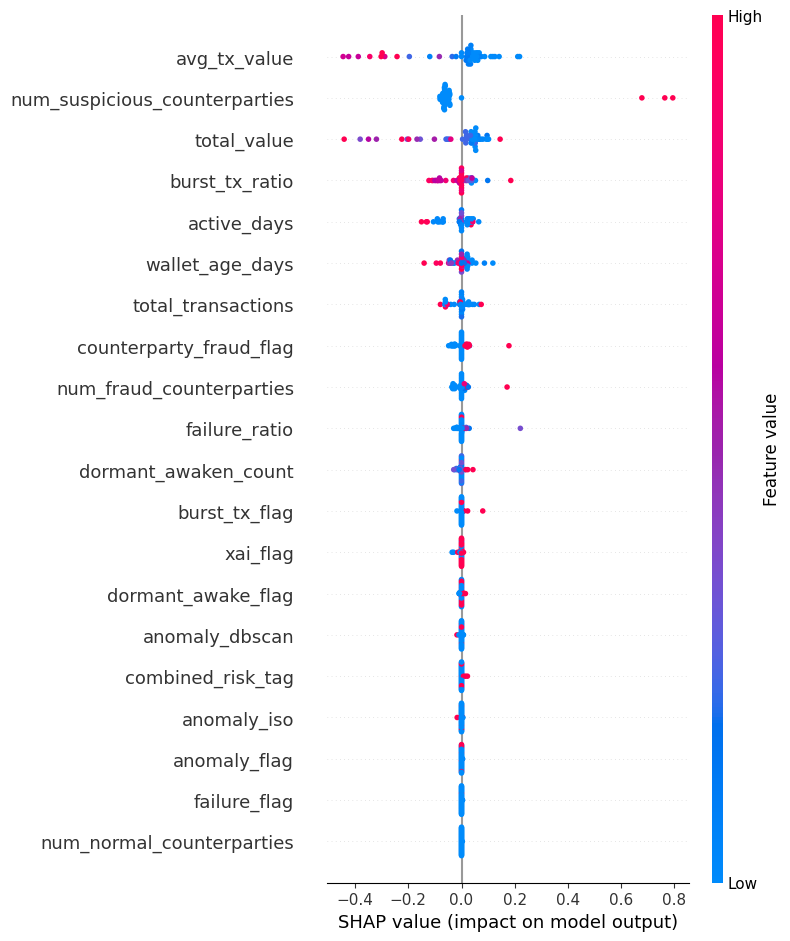 High
avg_tx_value
num_suspicious_counterparties
total_value
burst_tx_ratio
active_days
wallet_age_days
total_transactions
counterparty_fraud_flag
num_fraud_counterparties
failure_ratio
dormant_awaken_count
burst_tx_flag
xai_flag
dormant_awake_flag
anomaly_dbscan
combined_risk_tag
anomaly_iso
anomaly_flag
failure_flag
num_normal_counterparties
Feature value
Low
−0.4 −0.2 0.0 0.2 0.4 0.6 0.8
SHAP value (impact on model output)